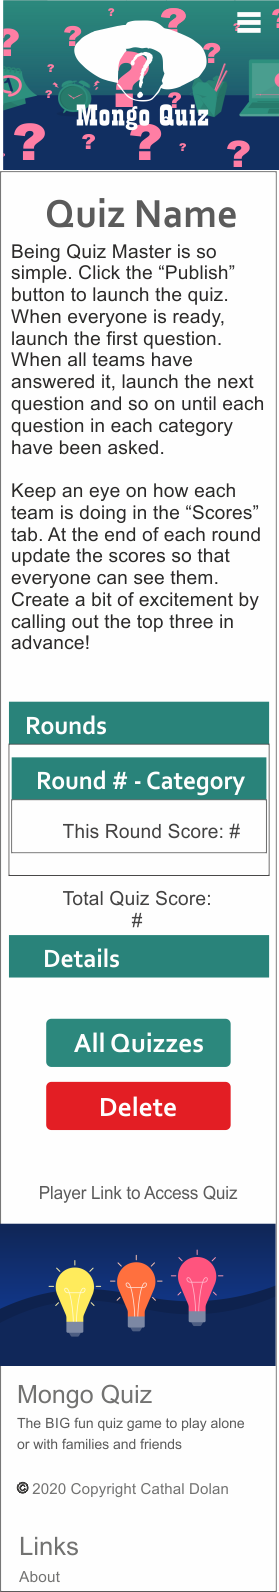 Mongo Quiz
Quiz Name
Being Quiz Master is so
simple. Click the “Publish”
button to launch the quiz.
When everyone is ready,
launch the first question.
When all teams have
answered it, launch the next
question and so on until each
question in each category
have been asked.
Keep an eye on how each
team is doing in the “Scores”
tab. At the end of each round
update the scores so that
everyone can see them.
Create a bit of excitement by
calling out the top three in
advance!
Rounds
Round # - Category
This Round Score: #
Total Quiz Score:
#
Details
All Quizzes
Delete
Player Link to Access Quiz
Mongo Quiz
The BIG fun quiz game to play alone
or with families and friends
© 2020 Copyright Cathal Dolan
Links
About